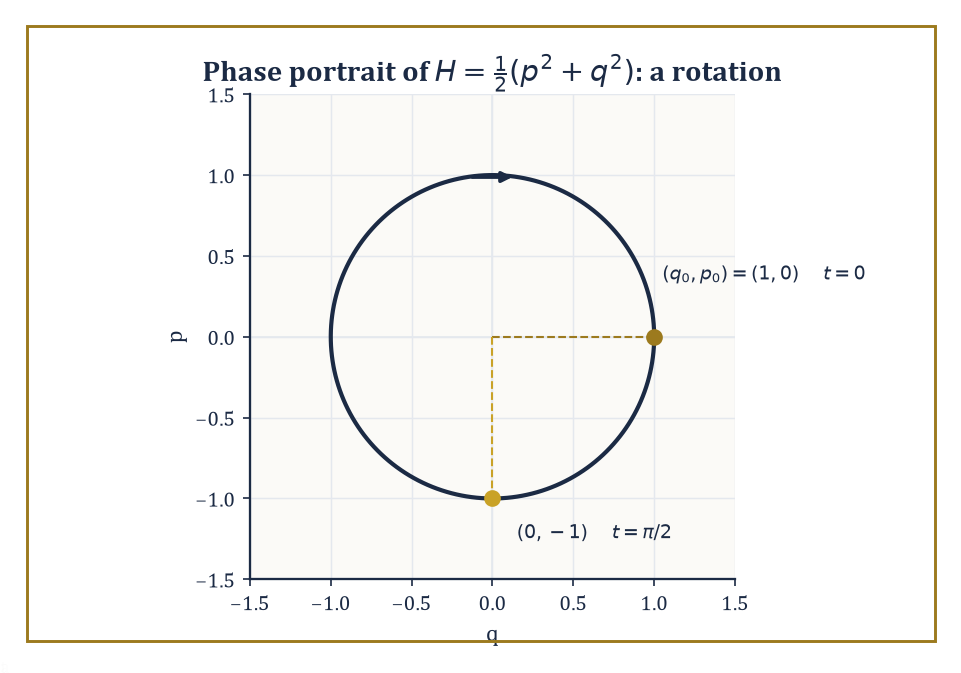 Phase portrait of H = ½(p² + q²): a rotation
1.5
1.0
0.5
(q₀, p₀) = (1, 0) t = 0
p
0.0
−0.5
−1.0
(0, −1) t = π/2
−1.5
−1.5 −1.0 −0.5 0.0 0.5 1.0 1.5
q